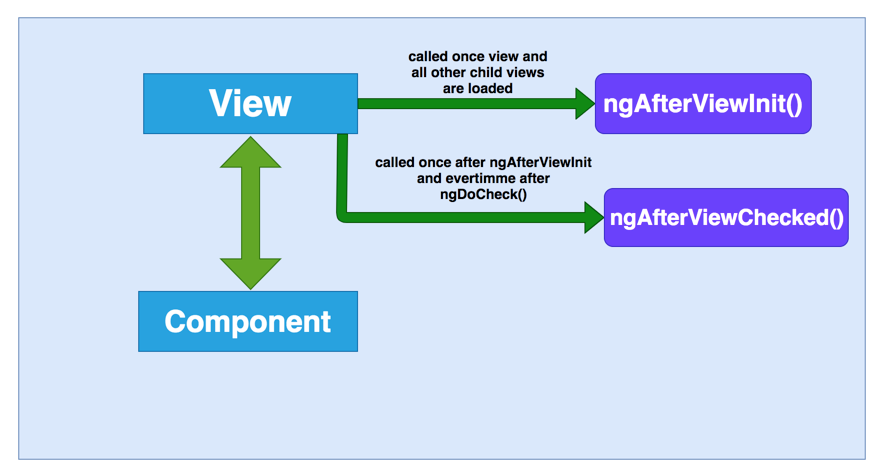 called once view and
all other child views
are loaded
View
ngAfterViewInit()
called once after ngAfterViewInit
and evertimme after
ngDoCheck()
ngAfterViewChecked()
Component